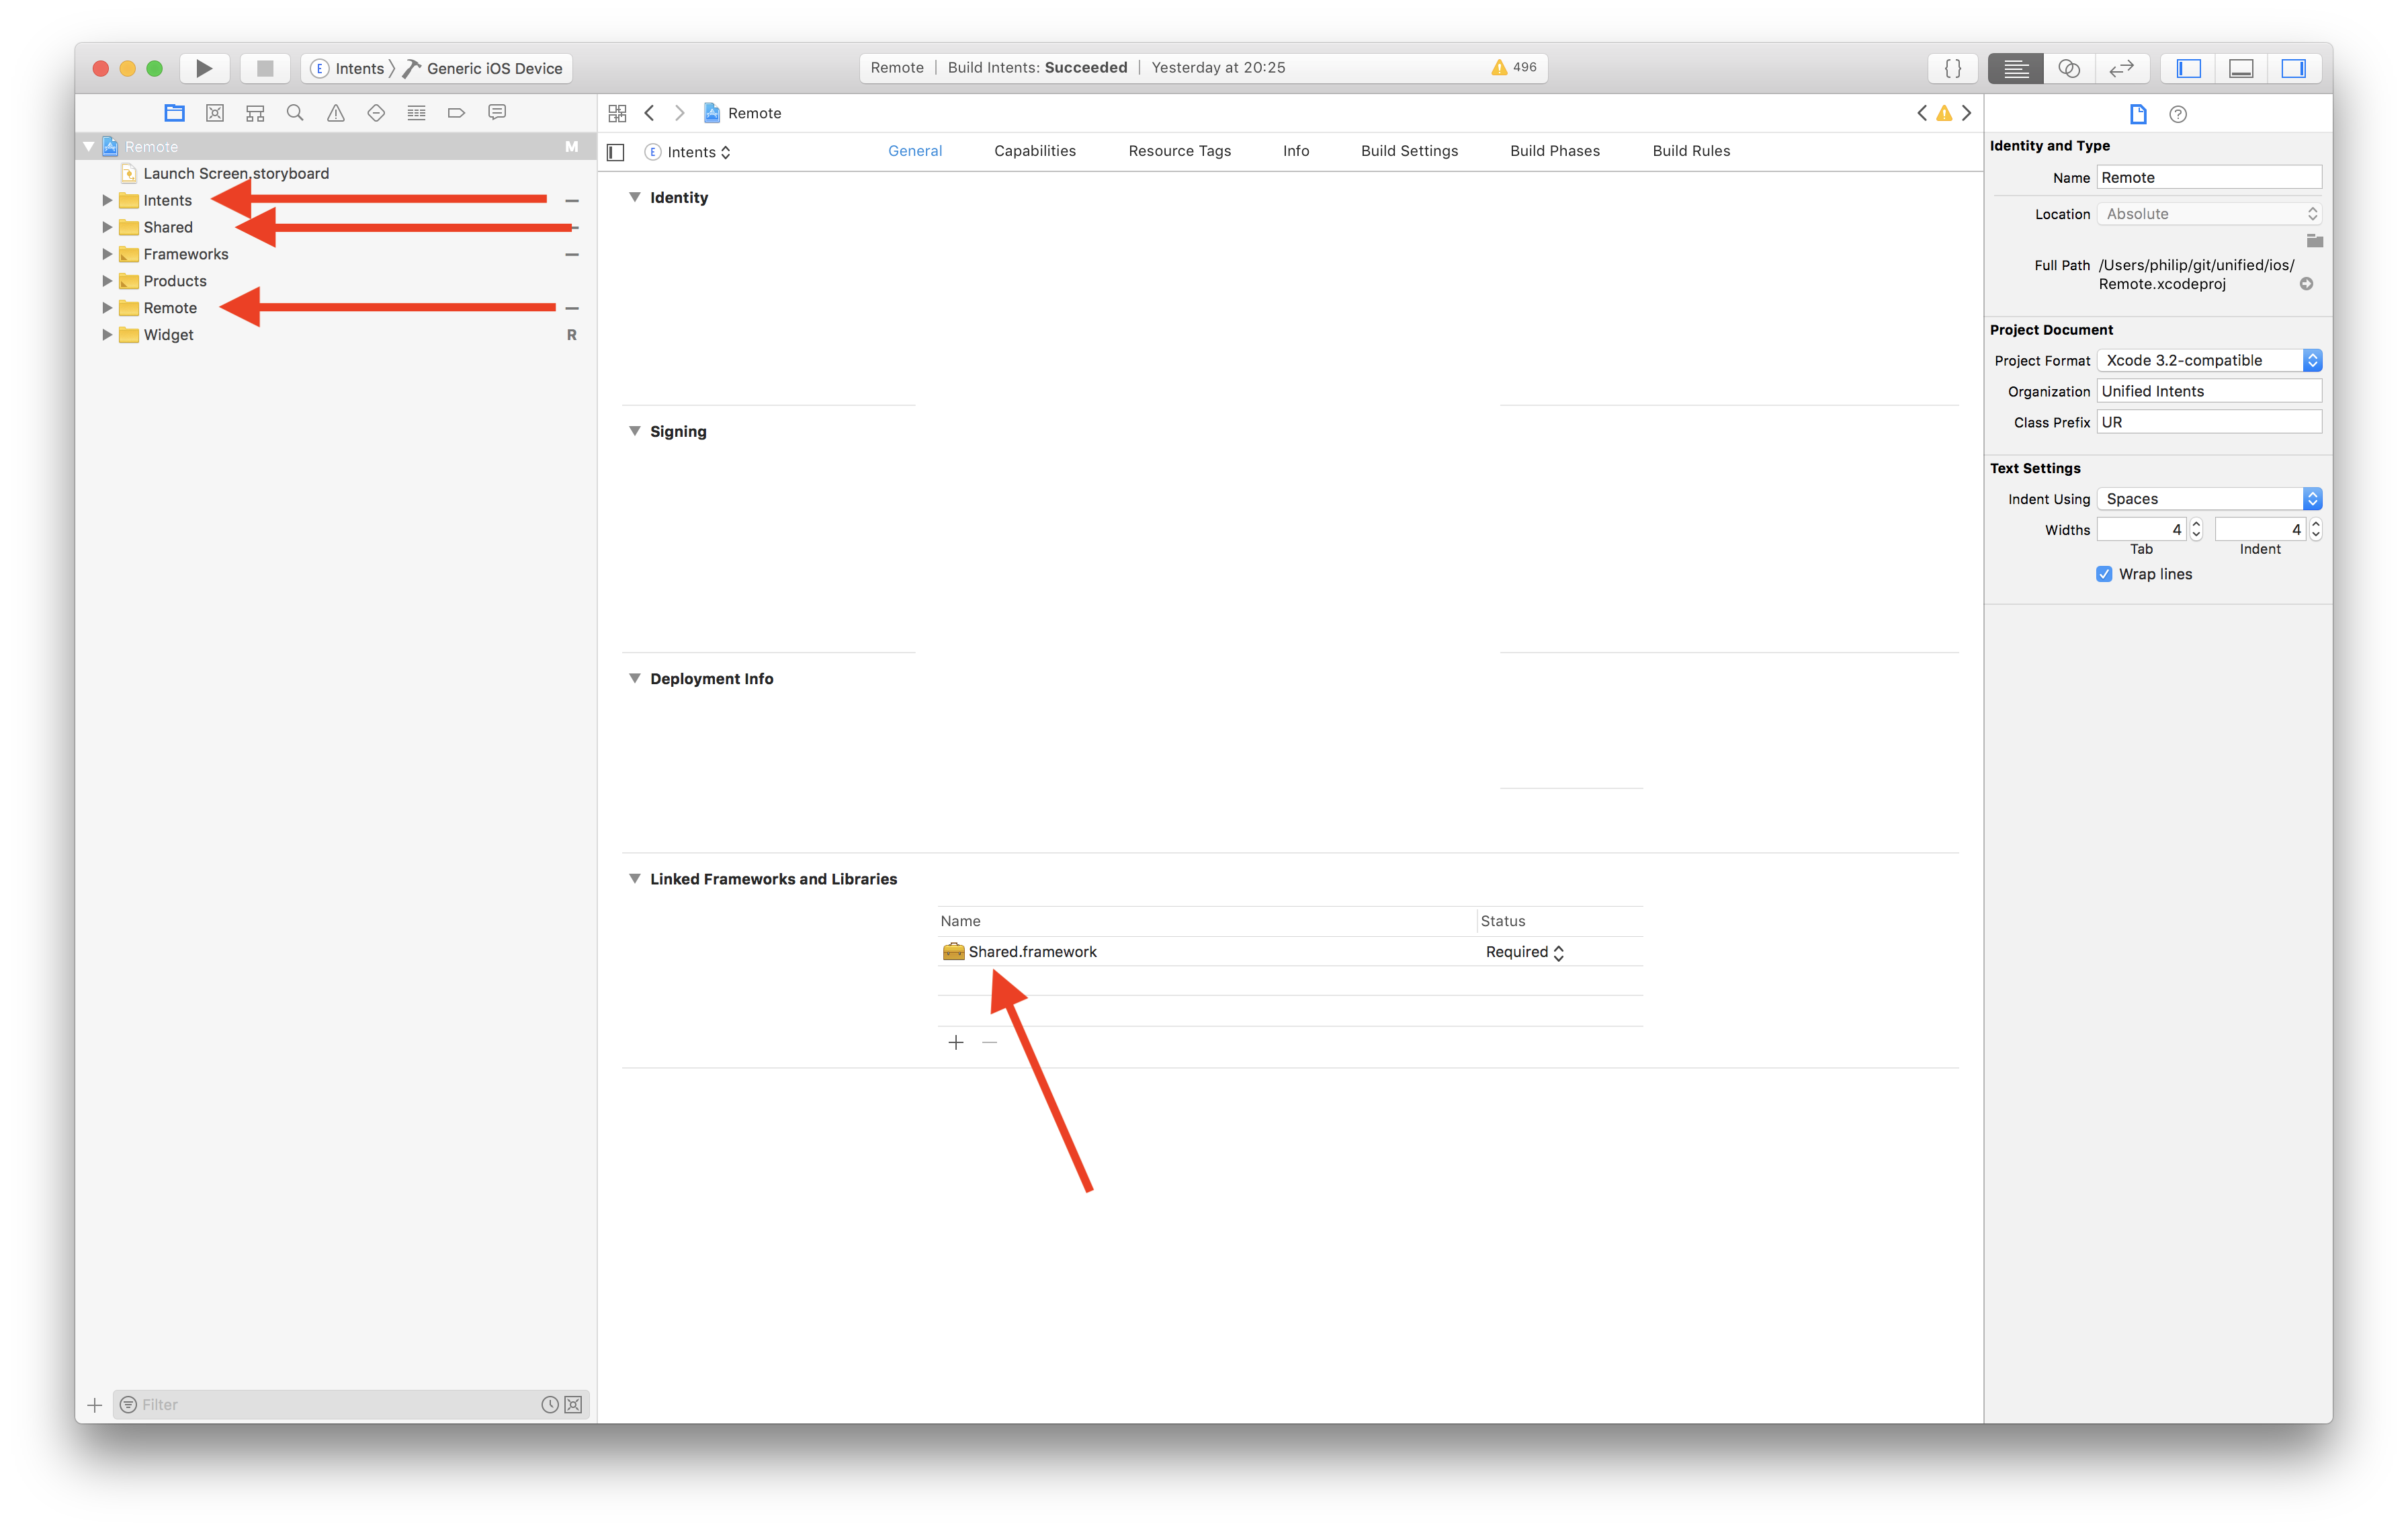 E Intents Generic iOS Device
Remote | Build Intents: Succeeded | Yesterday at 20:25 496
{ }
Remote M
Launch Screen.storyboard
Intents –
Shared –
Frameworks –
Products
Remote –
Widget R
Filter
Remote
E Intents General Capabilities Resource Tags Info Build Settings Build Phases Build Rules
Identity
Signing
Deployment Info
Linked Frameworks and Libraries
Name Status
Shared.framework Required
+ –
Identity and Type
Name Remote
Location Absolute
Full Path /Users/philip/git/unified/ios/
Remote.xcodeproj
Project Document
Project Format Xcode 3.2-compatible
Organization Unified Intents
Class Prefix UR
Text Settings
Indent Using Spaces
Widths 4 4
Tab Indent
Wrap lines